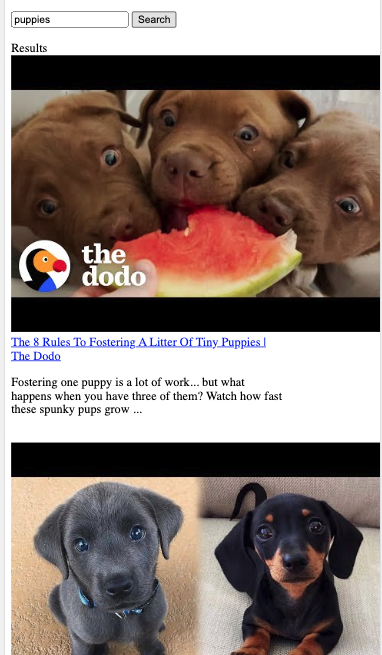 puppies Search
Results
the
dodo
The 8 Rules To Fostering A Litter Of Tiny Puppies |
The Dodo
Fostering one puppy is a lot of work... but what
happens when you have three of them? Watch how fast
these spunky pups grow ...